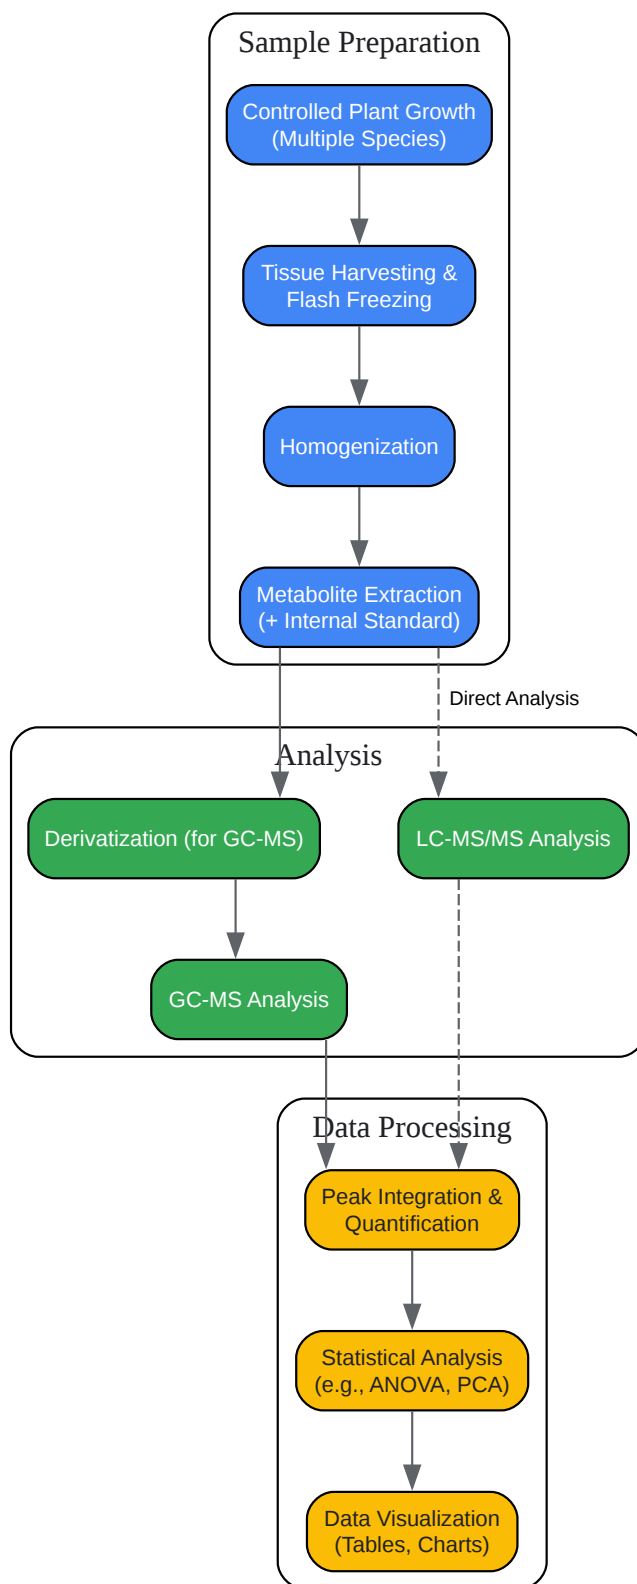 Sample Preparation
Controlled Plant Growth
(Multiple Species)
Tissue Harvesting &
Flash Freezing
Homogenization
Metabolite Extraction
(+ Internal Standard)
Direct Analysis
Analysis
Derivatization (for GC-MS)
LC-MS/MS Analysis
GC-MS Analysis
Data Processing
Peak Integration &
Quantification
Statistical Analysis
(e.g., ANOVA, PCA)
Data Visualization
(Tables, Charts)